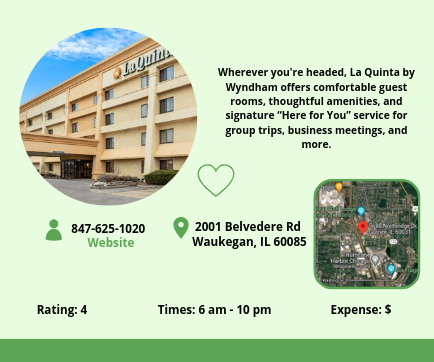 La Quinta
Wherever you're headed, La Quinta by
Wyndham offers comfortable guest
rooms, thoughtful amenities, and
signature “Here for You” service for
group trips, business meetings, and
more.
847-625-1020
Website
2001 Belvedere Rd
Waukegan, IL 60085
Rating: 4
Times: 6 am - 10 pm
Expense: $